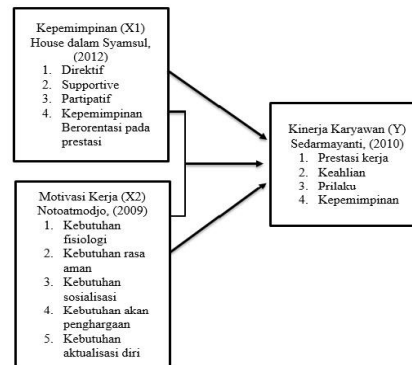 Kepemimpinan (X1)
House dalam Syamsul,
(2012)
1. Direktif
2. Supportive
3. Partipatif
4. Kepemimpinan
Berorentasi pada
prestasi
Motivasi Kerja (X2)
Notoatmodjo, (2009)
1. Kebutuhan
fisiologi
2. Kebutuhan rasa
aman
3. Kebutuhan
sosialisasi
4. Kebutuhan akan
penghargaan
5. Kebutuhan
aktualisasi diri
Kinerja Karyawan (Y)
Sedarmayanti, (2010)
1. Prestasi kerja
2. Keahlian
3. Prilaku
4. Kepemimpinan